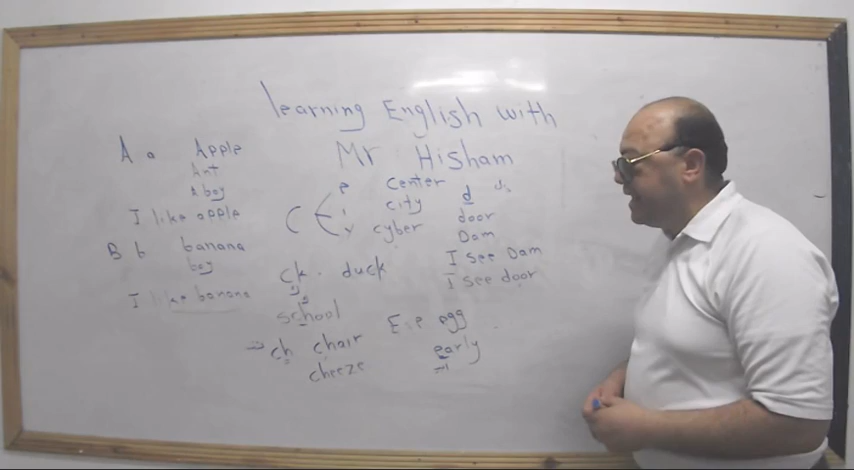 learning English with
Mr Hisham
A a Apple
Ant
a boy
I like apple
B b banana
boy
I like banana
C e center
i city
y cyber
ck . duck
school
ch chair
cheeze
d
door
Dam
I see Dam
I see door
E e egg
early